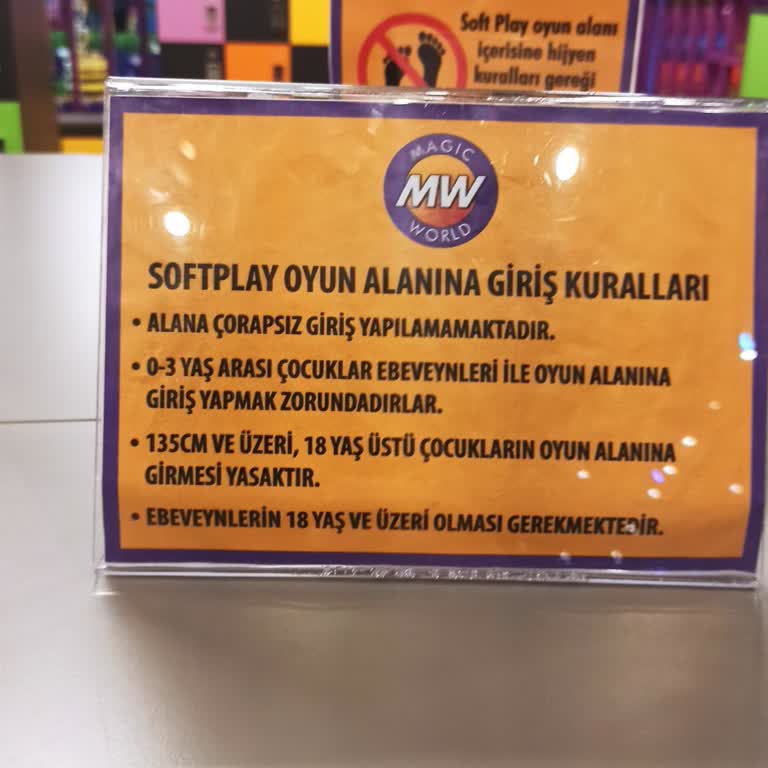 Soft Play oyun alanı
içerisine hijyen
kuralları gereği
MAGIC
MW
WORLD
SOFTPLAY OYUN ALANINA GİRİŞ KURALLARI
• ALANA ÇORAPSIZ GİRİŞ YAPILAMAMAKTADIR.
• 0-3 YAŞ ARASI ÇOCUKLAR EBEVEYNLERİ İLE OYUN ALANINA
GİRİŞ YAPMAK ZORUNDADIRLAR.
• 135CM VE ÜZERİ, 18 YAŞ ÜSTÜ ÇOCUKLARIN OYUN ALANINA
GİRMESİ YASAKTIR.
• EBEVEYNLERİN 18 YAŞ VE ÜZERİ OLMASI GEREKMEKTEDİR.